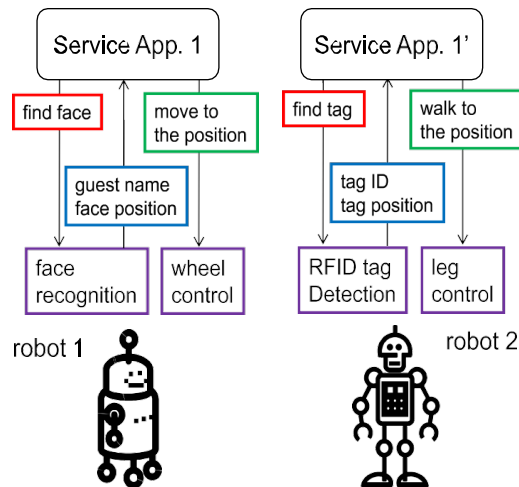 Service App. 1
find face
move to
the position
guest name
face position
face
recognition
wheel
control
robot 1
Service App. 1’
find tag
walk to
the position
tag ID
tag position
RFID tag
Detection
leg
control
robot 2